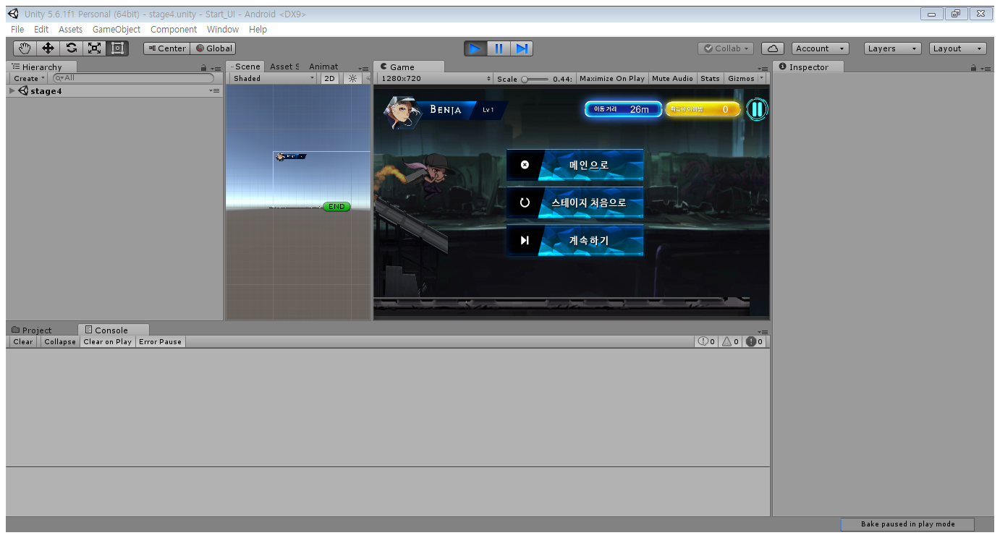 Unity 5.6.1f1 Personal (64bit) - stage4.unity - Start_UI - Android <DX9>
File Edit Assets GameObject Component Window Help
Center Global Collab Account Layers Layout
Hierarchy
Create All
stage4
Scene Asset S Animat
Shaded 2D
END
Game
1280x720 Scale 0.44: Maximize On Play Mute Audio Stats Gizmos
BENJA Lv 1
이동 거리 26m
획득한 아이템 0
메인으로
스테이지 처음으로
계속하기
Inspector
Project Console
Clear Collapse Clear on Play Error Pause 0 0 0
Bake paused in play mode